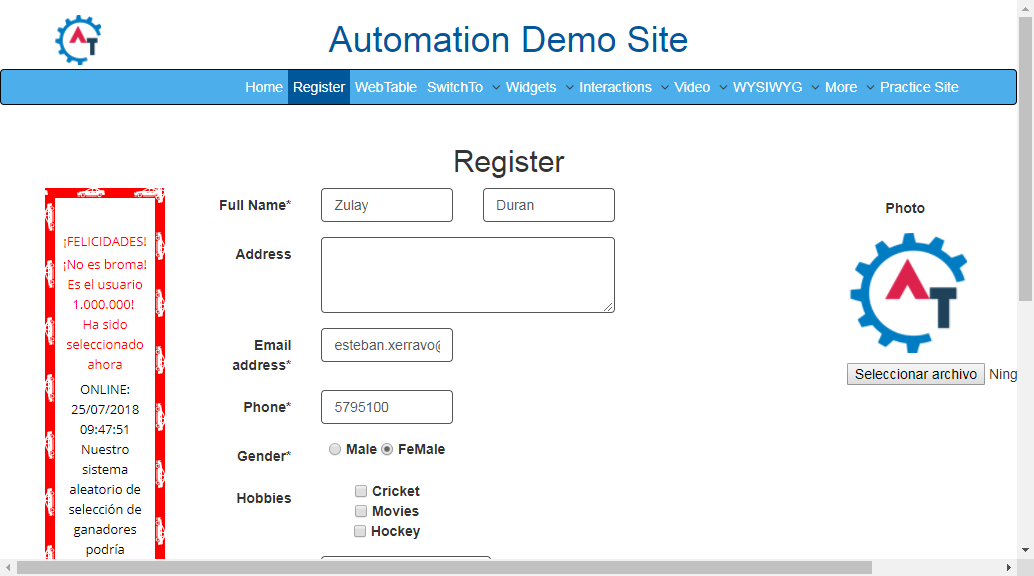 AT
Automation Demo Site
Home Register WebTable SwitchTo Widgets Interactions Video WYSIWYG More Practice Site
Register
¡FELICIDADES!
¡No es broma!
Es el usuario
1.000.000!
Ha sido
seleccionado
ahora
ONLINE:
25/07/2018
09:47:51
Nuestro
sistema
aleatorio de
selección de
ganadores
podría
Full Name* Zulay Duran
Address
Email
address*
esteban.xerravo@
Phone* 5795100
Gender* Male FeMale
Hobbies
Cricket
Movies
Hockey
Photo
AT
Seleccionar archivo Ning